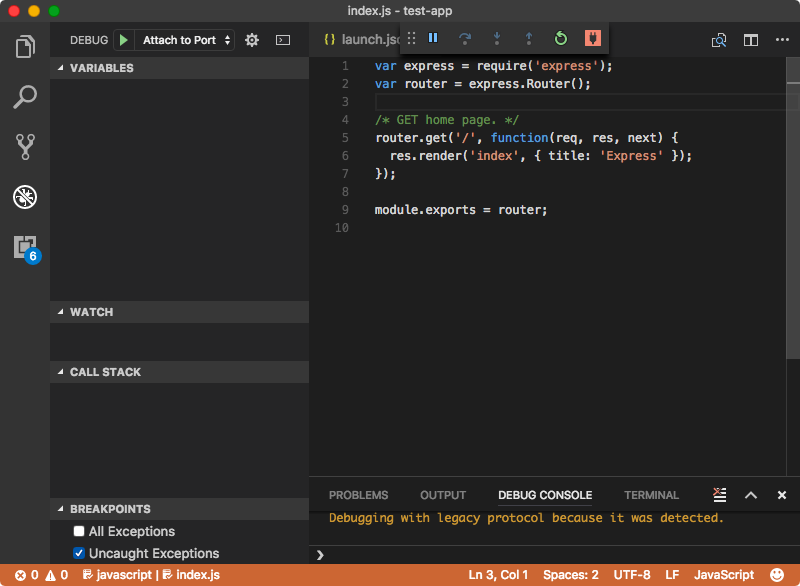 index.js - test-app
DEBUG Attach to Port
launch.jsc
VARIABLES
1 var express = require('express');
2 var router = express.Router();
3
4 /* GET home page. */
5 router.get('/', function(req, res, next) {
6 res.render('index', { title: 'Express' });
7 });
8
9 module.exports = router;
10
6
WATCH
CALL STACK
BREAKPOINTS
All Exceptions
Uncaught Exceptions
PROBLEMS OUTPUT DEBUG CONSOLE TERMINAL
Debugging with legacy protocol because it was detected.
0 0 javascript | index.js Ln 3, Col 1 Spaces: 2 UTF-8 LF JavaScript